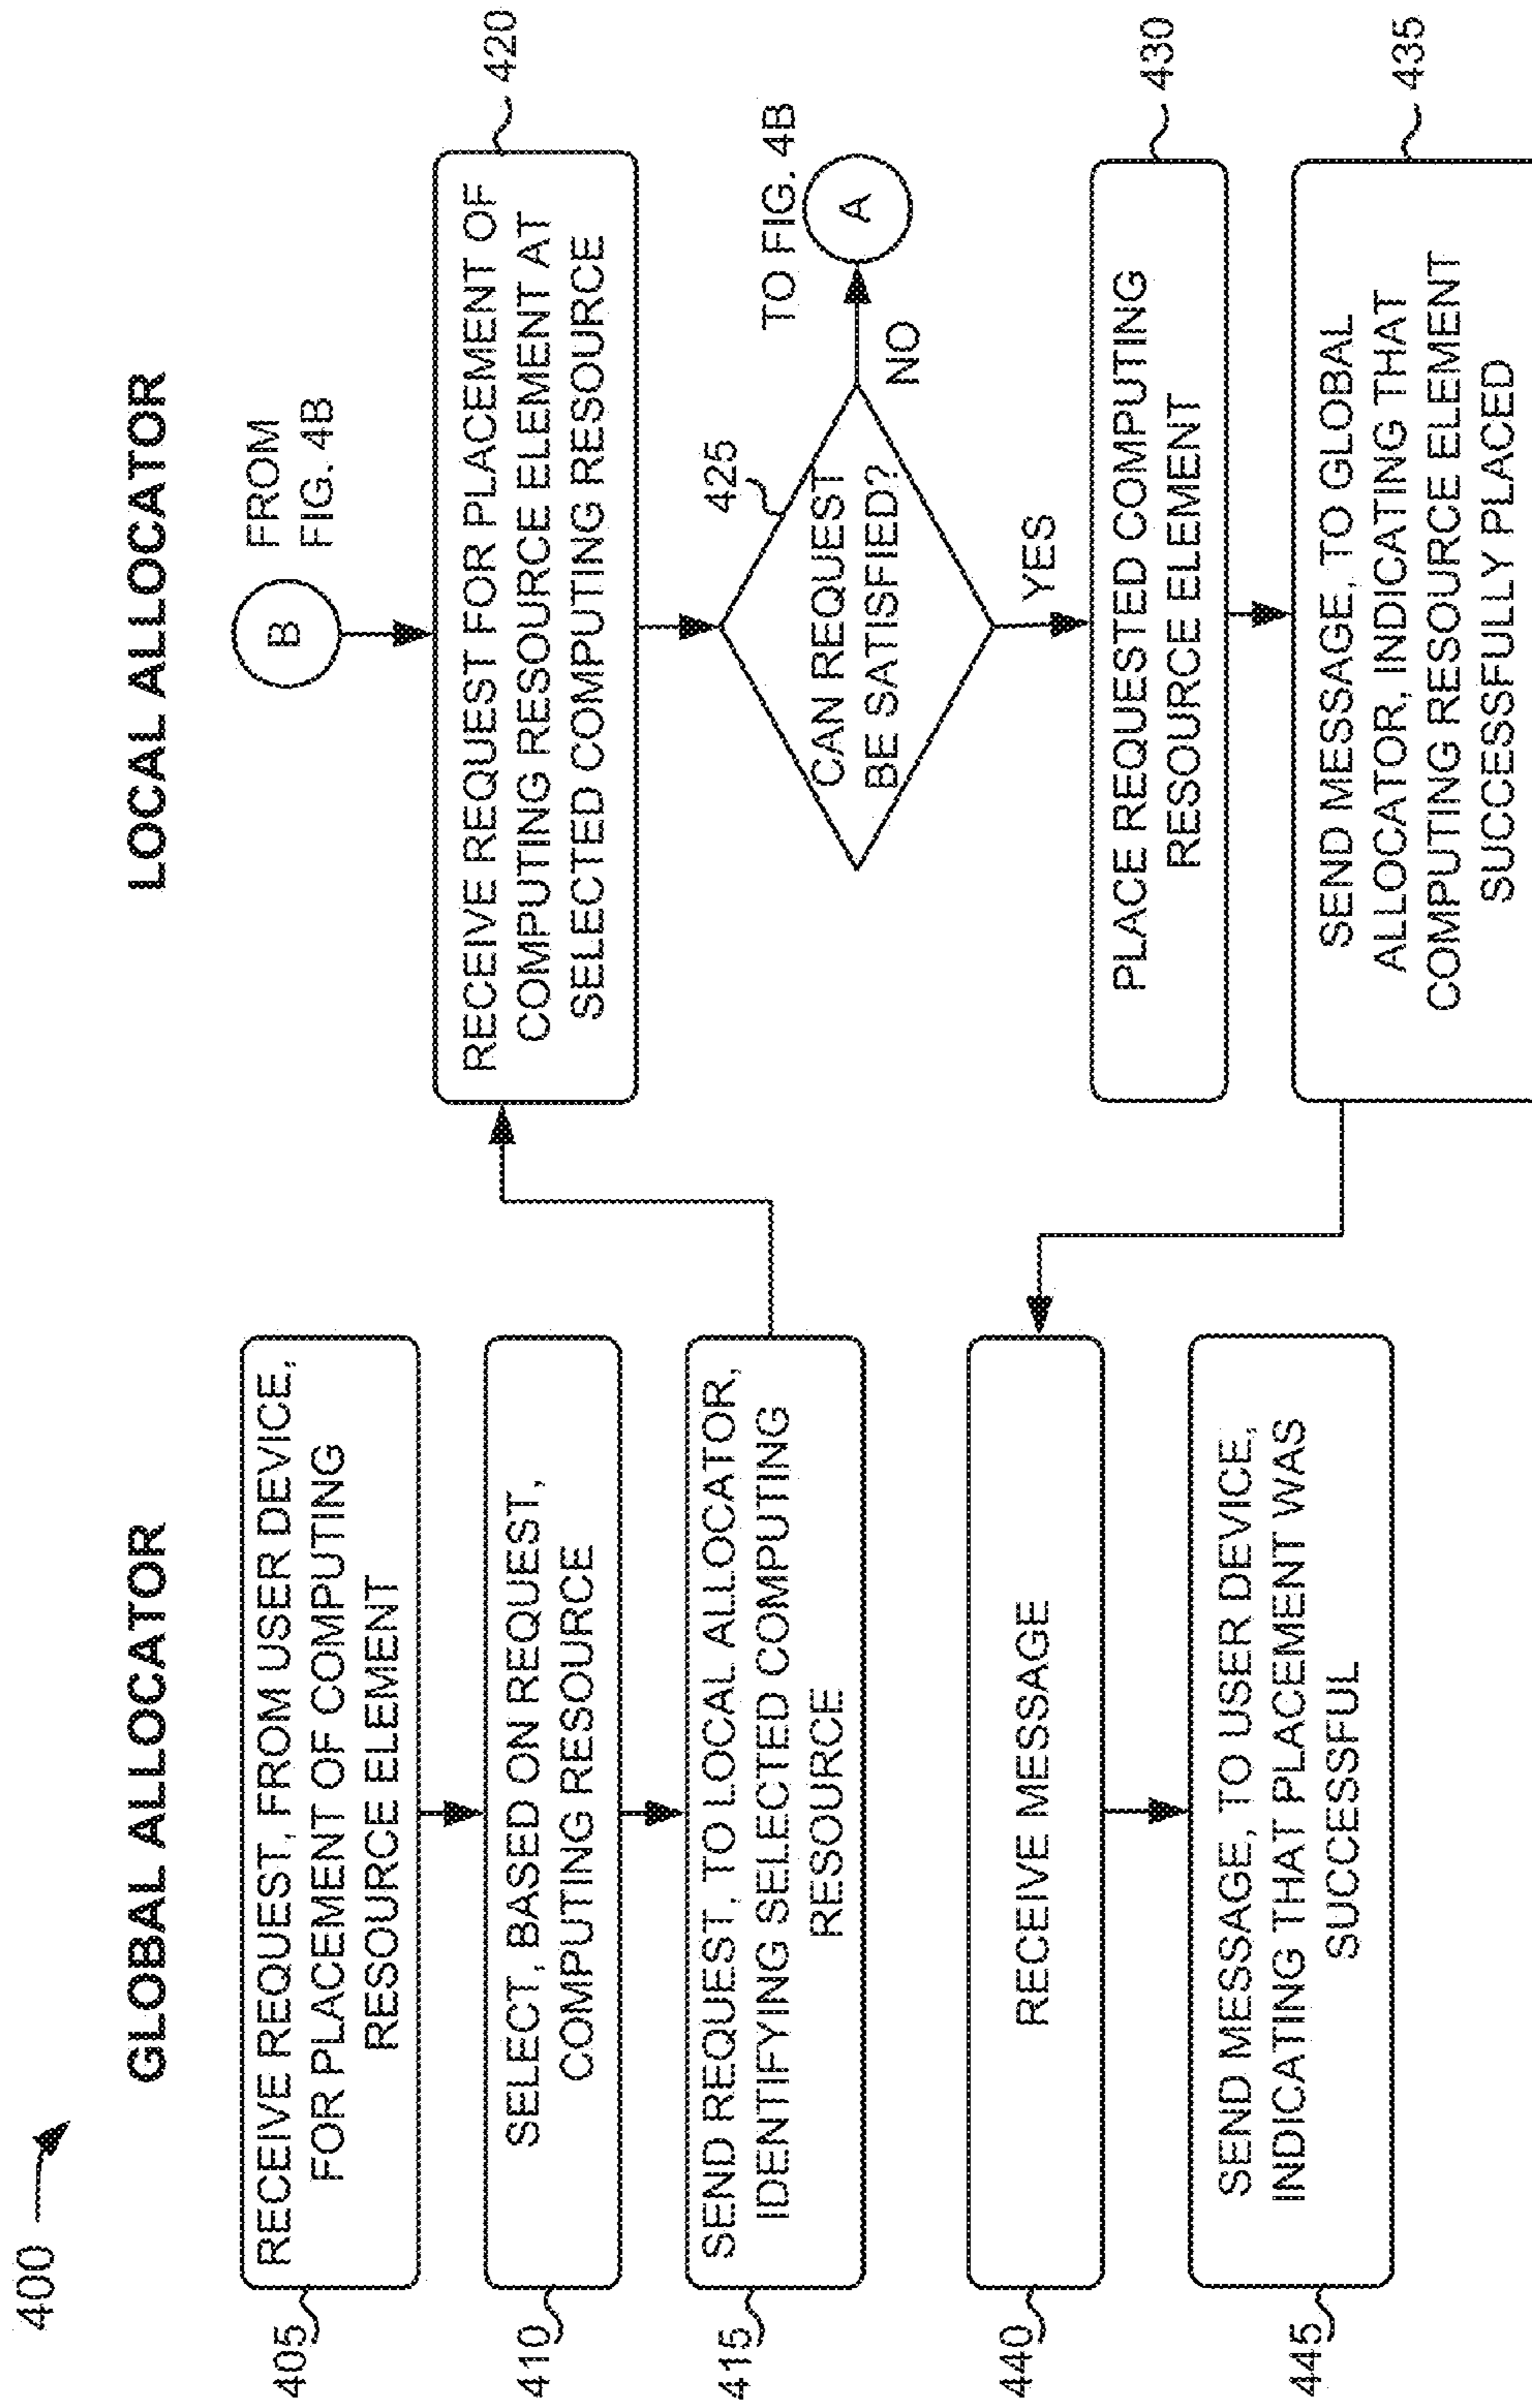 400
GLOBAL ALLOCATOR
405
RECEIVE REQUEST, FROM USER DEVICE,
FOR PLACEMENT OF COMPUTING
RESOURCE ELEMENT
410
SELECT, BASED ON REQUEST,
COMPUTING RESOURCE
415
SEND REQUEST, TO LOCAL ALLOCATOR,
IDENTIFYING SELECTED COMPUTING
RESOURCE
440
RECEIVE MESSAGE
445
SEND MESSAGE, TO USER DEVICE,
INDICATING THAT PLACEMENT WAS
SUCCESSFUL
LOCAL ALLOCATOR
B
FROM
FIG. 4B
420
RECEIVE REQUEST FOR PLACEMENT OF
COMPUTING RESOURCE ELEMENT AT
SELECTED COMPUTING RESOURCE
425
CAN REQUEST
BE SATISFIED?
NO
TO FIG. 4B
A
YES
430
PLACE REQUESTED COMPUTING
RESOURCE ELEMENT
435
SEND MESSAGE, TO GLOBAL
ALLOCATOR, INDICATING THAT
COMPUTING RESOURCE ELEMENT
SUCCESSFULLY PLACED